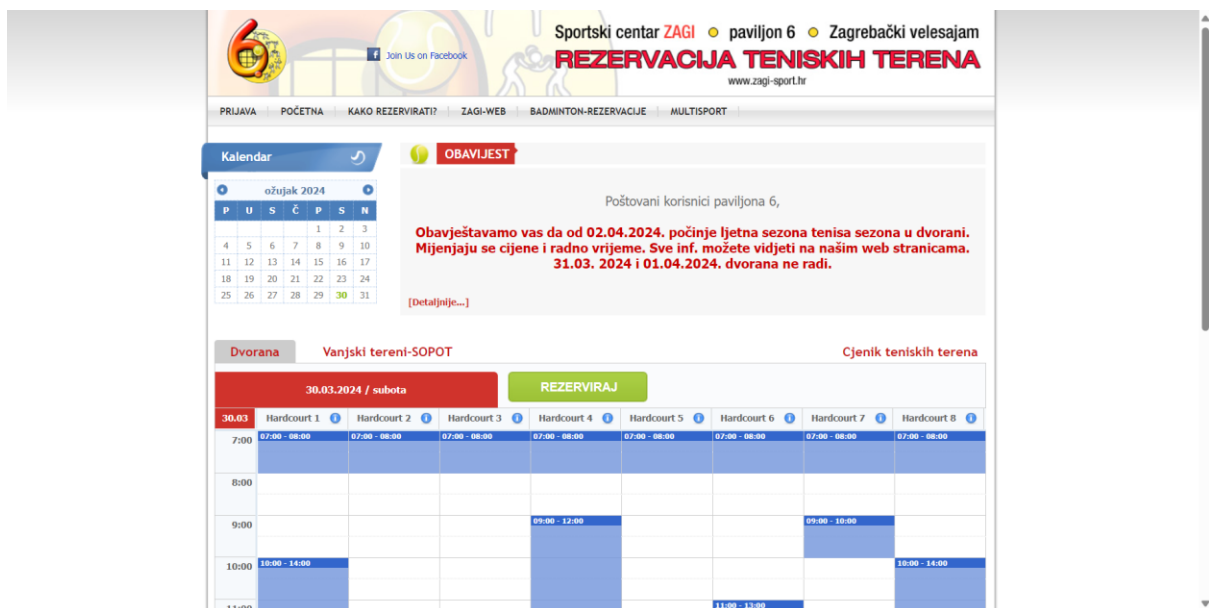 6.
Join Us on Facebook
Sportski centar ZAGI paviljon 6 Zagrebački velesajam
REZERVACIJA TENISKIH TERENA
www.zagi-sport.hr
PRIJAVA POČETNA KAKO REZERVIRATI? ZAGI-WEB BADMINTON-REZERVACIJE MULTISPORT
Kalendar
ožujak 2024
P U S Č P S N
1 2 3
4 5 6 7 8 9 10
11 12 13 14 15 16 17
18 19 20 21 22 23 24
25 26 27 28 29 30 31
OBAVIJEST
Poštovani korisnici paviljona 6,
Obavještavamo vas da od 02.04.2024. počinje ljetna sezona tenisa sezona u dvorani.
Mijenjaju se cijene i radno vrijeme. Sve inf. možete vidjeti na našim web stranicama.
31.03. 2024 i 01.04.2024. dvorana ne radi.
[Detaljnije...]
Dvorana Vanjski tereni-SOPOT Cjenik teniskih terena
30.03.2024 / subota REZERVIRAJ
30.03 Hardcourt 1 Hardcourt 2 Hardcourt 3 Hardcourt 4 Hardcourt 5 Hardcourt 6 Hardcourt 7 Hardcourt 8
7:00 07:00 - 08:00 07:00 - 08:00 07:00 - 08:00 07:00 - 08:00 07:00 - 08:00 07:00 - 08:00 07:00 - 08:00 07:00 - 08:00
8:00
9:00 09:00 - 12:00 09:00 - 10:00
10:00 10:00 - 14:00 10:00 - 14:00
11:00 11:00 - 13:00